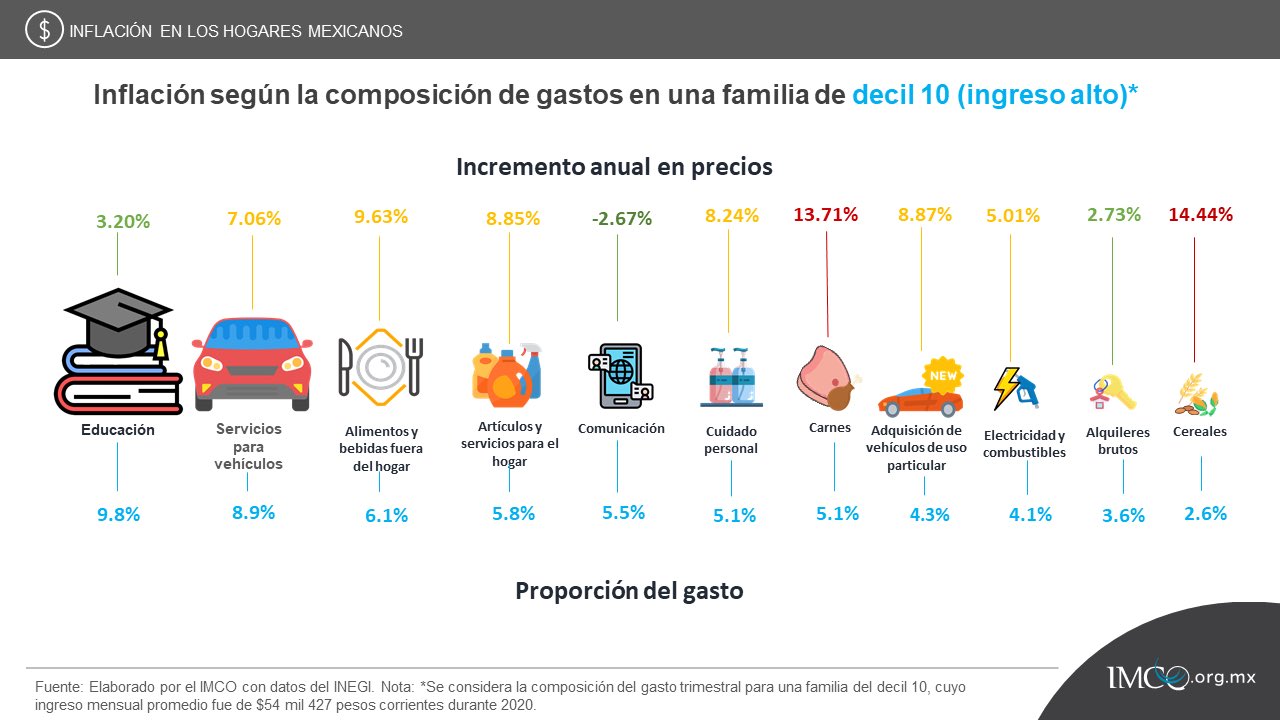 $ INFLACIÓN EN LOS HOGARES MEXICANOS
Inflación según la composición de gastos en una familia de decil 10 (ingreso alto)*
Incremento anual en precios
3.20% 7.06% 9.63% 8.85% -2.67% 8.24% 13.71% 8.87% 5.01% 2.73% 14.44%
NEW
Educación
Servicios
para
vehículos
Alimentos y
bebidas fuera
del hogar
Artículos y
servicios para el
hogar
Comunicación
Cuidado
personal
Carnes
Adquisición de
vehículos de uso
particular
Electricidad y
combustibles
Alquileres
brutos
Cereales
9.8% 8.9% 6.1% 5.8% 5.5% 5.1% 5.1% 4.3% 4.1% 3.6% 2.6%
Proporción del gasto
Fuente: Elaborado por el IMCO con datos del INEGI. Nota: *Se considera la composición del gasto trimestral para una familia del decil 10, cuyo
ingreso mensual promedio fue de $54 mil 427 pesos corrientes durante 2020.
IMCO.org.mx